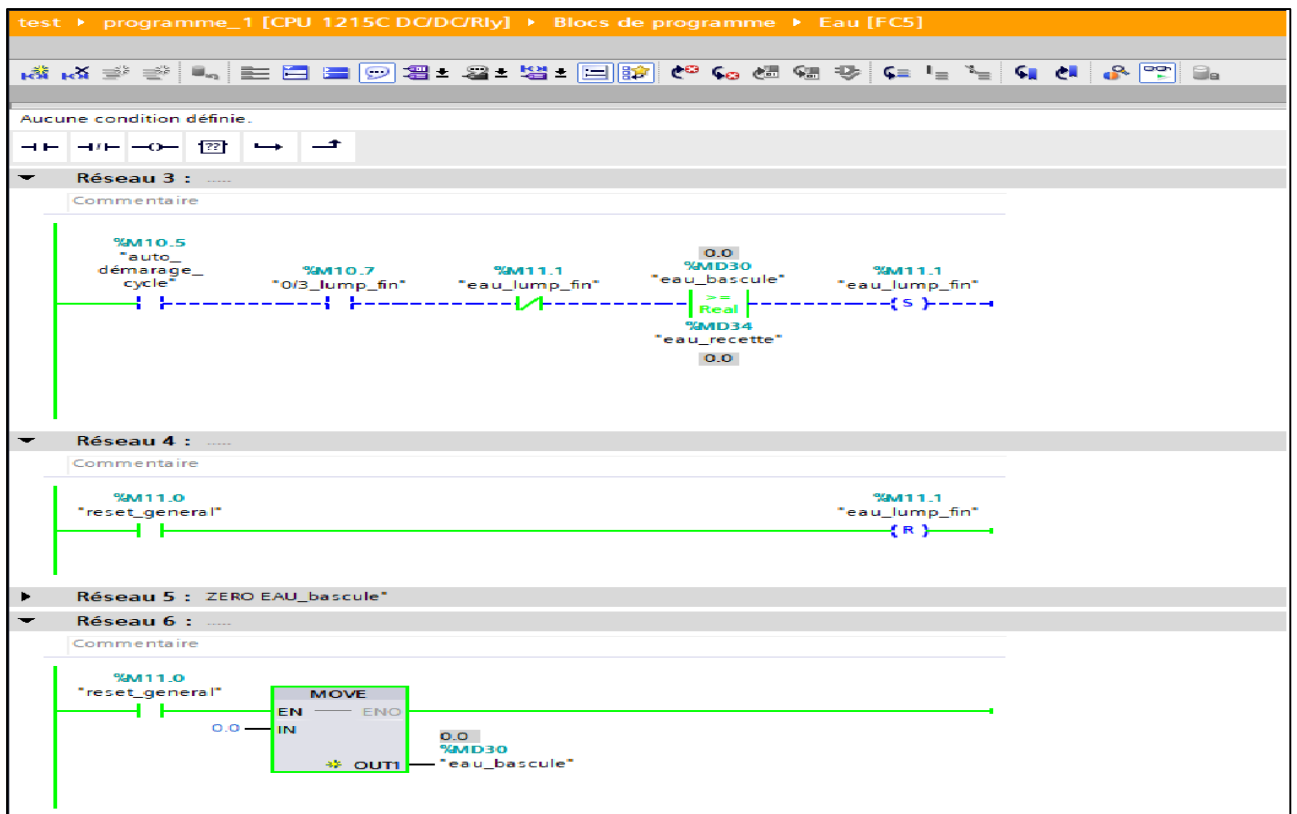 test ▸ programme_1 [CPU 1215C DC/DC/Rly] ▸ Blocs de programme ▸ Eau [FC5]
Aucune condition définie.
??
Réseau 3 : .....
Commentaire
%M10.5
"auto_
démarage_
cycle"
%M10.7
"0/3_lump_fin"
%M11.1
"eau_lump_fin"
0.0
%MD30
"eau_bascule"
>=
Real
%MD34
"eau_recette"
0.0
%M11.1
"eau_lump_fin"
S
Réseau 4 : .....
Commentaire
%M11.0
"reset_general"
%M11.1
"eau_lump_fin"
R
Réseau 5 : ZERO EAU_bascule"
Réseau 6 : .....
Commentaire
%M11.0
"reset_general"
MOVE
EN ENO
0.0 IN
OUT1
0.0
%MD30
"eau_bascule"